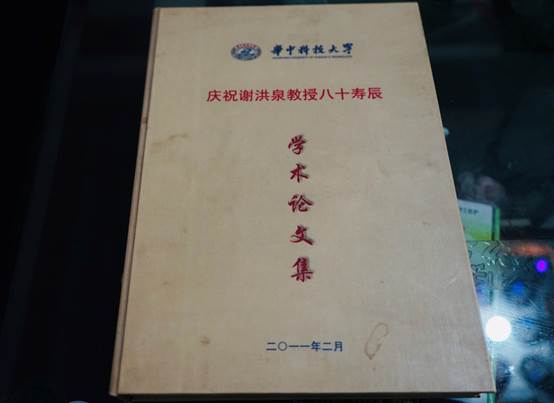 华中科技大学
庆祝谢洪泉教授八十寿辰
学术论文集
二〇一一年二月